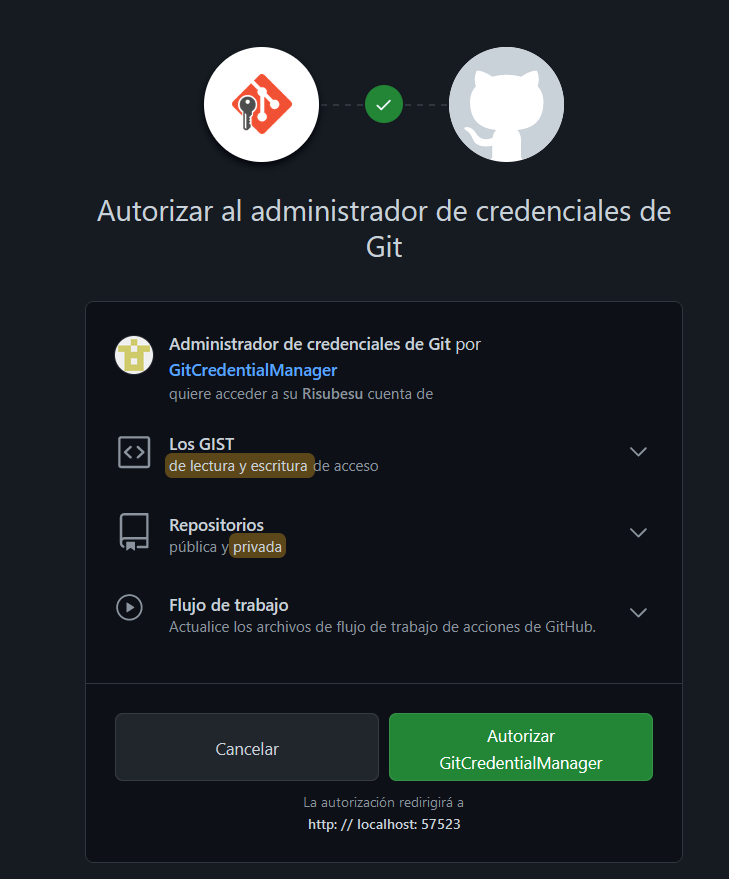 Autorizar al administrador de credenciales de
Git
Administrador de credenciales de Git por
GitCredentialManager
quiere acceder a su Risubesu cuenta de
Los GIST
de lectura y escritura de acceso
Repositorios
pública y privada
Flujo de trabajo
Actualice los archivos de flujo de trabajo de acciones de GitHub.
Cancelar
Autorizar
GitCredentialManager
La autorización redirigirá a
http: // localhost: 57523